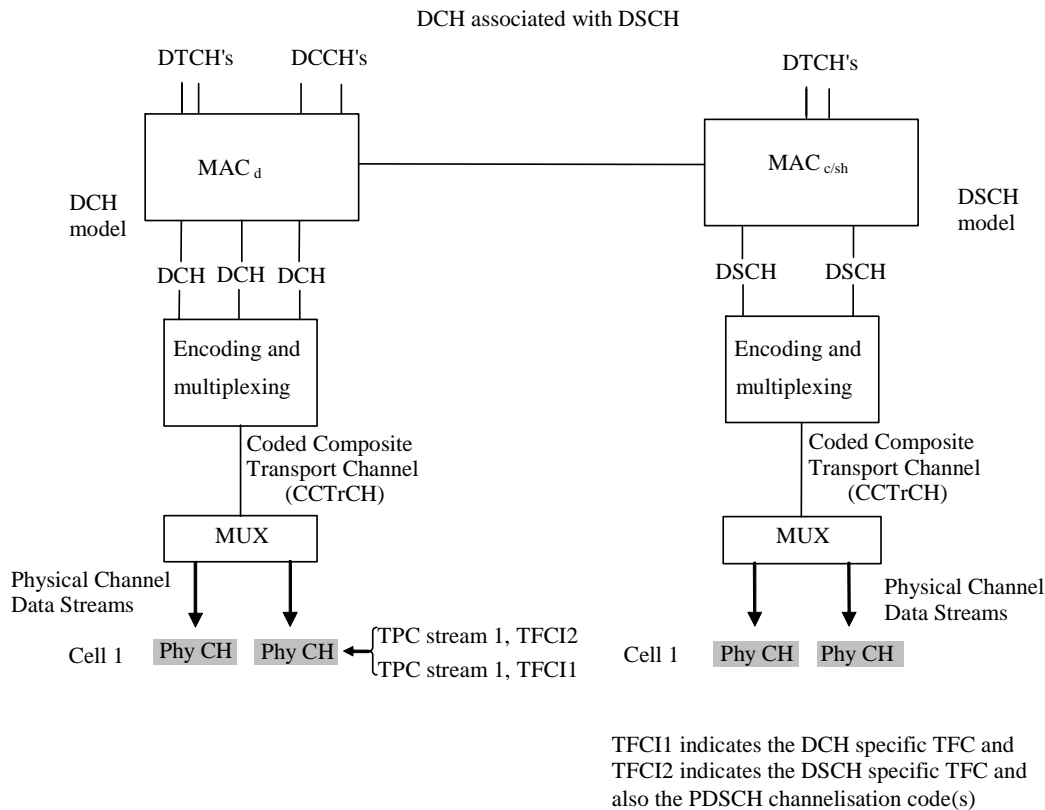 DCH associated with DSCH
DTCH's
DCCH's
DTCH's
MAC d
MAC c/sh
DCH
model
DSCH
model
DCH
DCH
DCH
DSCH
DSCH
Encoding and
multiplexing
Encoding and
multiplexing
Coded Composite
Transport Channel
(CCTrCH)
Coded Composite
Transport Channel
(CCTrCH)
MUX
MUX
Physical Channel
Data Streams
Physical Channel
Data Streams
Cell 1
Phy CH
Phy CH
TPC stream 1, TFCI2
TPC stream 1, TFCI1
Cell 1
Phy CH
Phy CH
TFCI1 indicates the DCH specific TFC and
TFCI2 indicates the DSCH specific TFC and
also the PDSCH channelisation code(s)